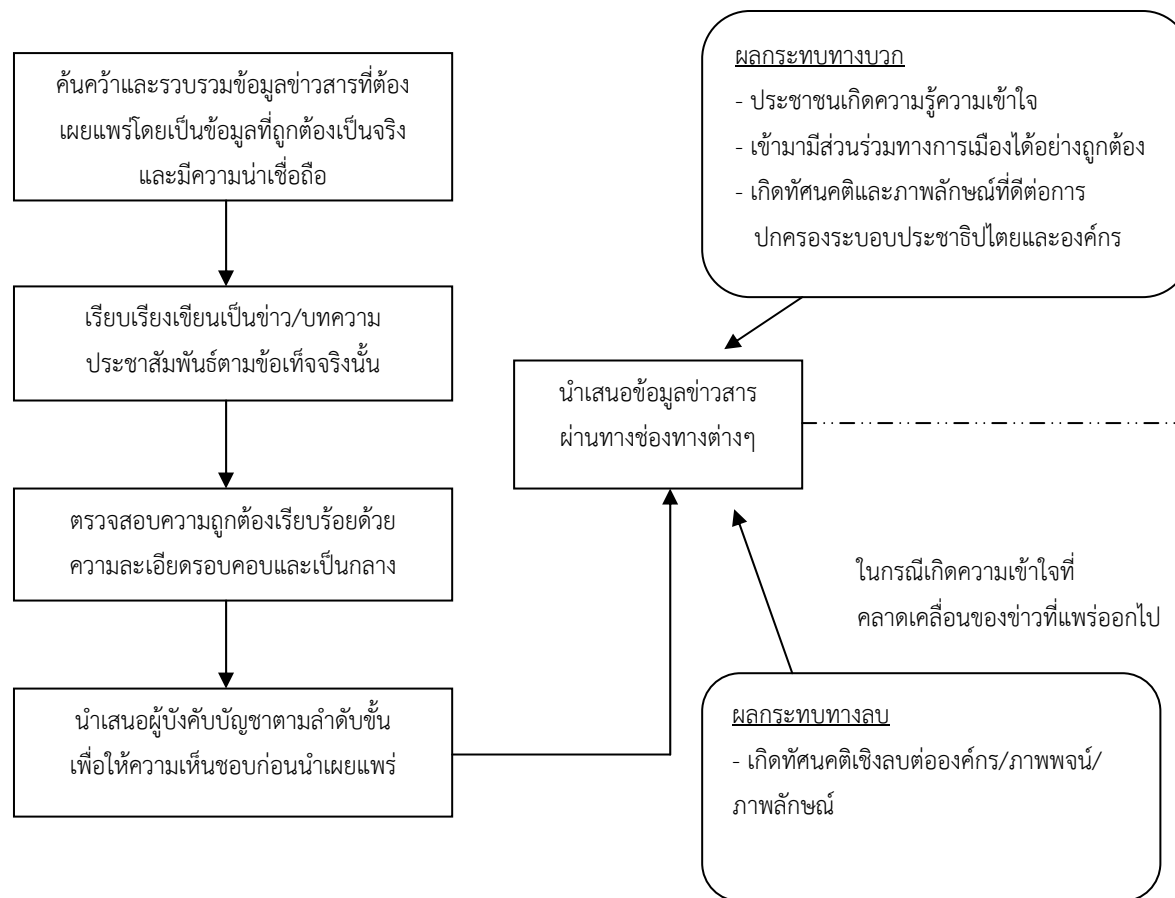 ค้นคว้าและรวบรวมข้อมูลข่าวสารที่ต้อง
เผยแพร่โดยเป็นข้อมูลที่ถูกต้องเป็นจริง
และมีความน่าเชื่อถือ
เรียบเรียงเขียนเป็นข่าว/บทความ
ประชาสัมพันธ์ตามข้อเท็จจริงนั้น
ตรวจสอบความถูกต้องเรียบร้อยด้วย
ความละเอียดรอบคอบและเป็นกลาง
นำเสนอผู้บังคับบัญชาตามลำดับขั้น
เพื่อให้ความเห็นชอบก่อนนำเผยแพร่
นำเสนอข้อมูลข่าวสาร
ผ่านทางช่องทางต่างๆ
ผลกระทบทางบวก
- ประชาชนเกิดความรู้ความเข้าใจ
- เข้ามามีส่วนร่วมทางการเมืองได้อย่างถูกต้อง
- เกิดทัศนคติและภาพลักษณ์ที่ดีต่อการ
ปกครองระบอบประชาธิปไตยและองค์กร
ในกรณีเกิดความเข้าใจที่
คลาดเคลื่อนของข่าวที่แพร่ออกไป
ผลกระทบทางลบ
- เกิดทัศนคติเชิงลบต่อองค์กร/ภาพพจน์/
ภาพลักษณ์